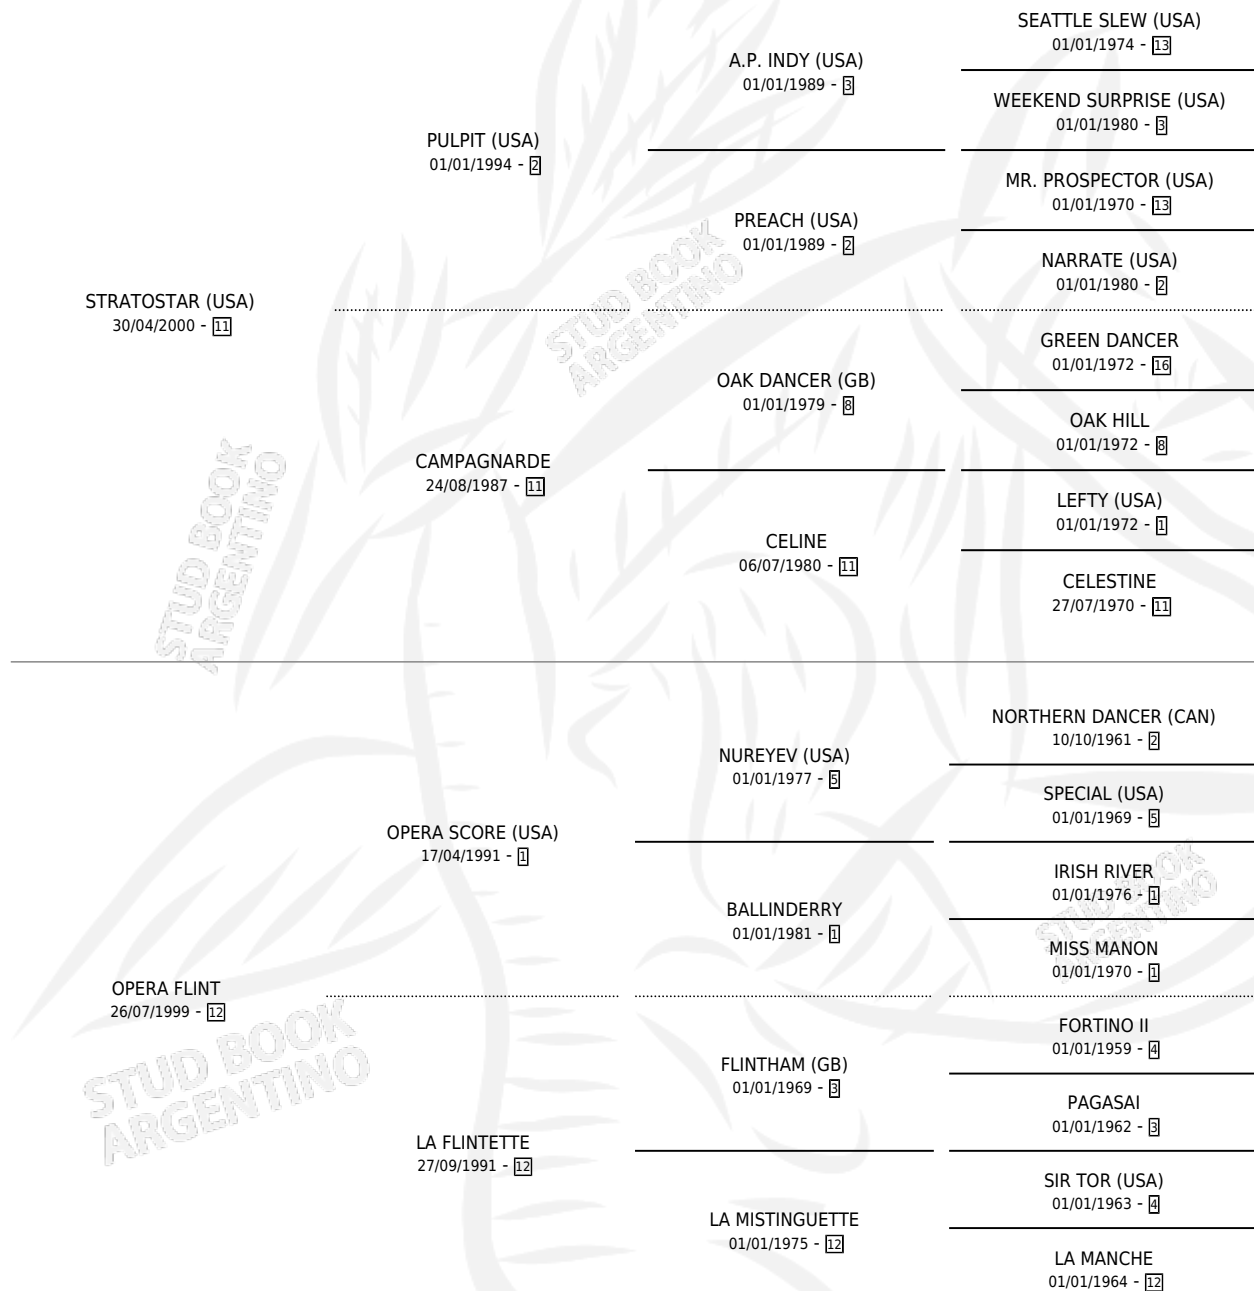 SEATTLE SLEW (USA)
01/01/1974 - 13
A.P. INDY (USA)
01/01/1989 - 3
WEEKEND SURPRISE (USA)
01/01/1980 - 3
PULPIT (USA)
01/01/1994 - 2
MR. PROSPECTOR (USA)
01/01/1970 - 13
PREACH (USA)
01/01/1989 - 2
NARRATE (USA)
01/01/1980 - 2
STRATOSTAR (USA)
30/04/2000 - 11
GREEN DANCER
01/01/1972 - 16
OAK DANCER (GB)
01/01/1979 - 8
OAK HILL
01/01/1972 - 8
CAMPAGNARDE
24/08/1987 - 11
LEFTY (USA)
01/01/1972 - 1
CELINE
06/07/1980 - 11
CELESTINE
27/07/1970 - 11
NORTHERN DANCER (CAN)
10/10/1961 - 2
NUREYEV (USA)
01/01/1977 - 5
SPECIAL (USA)
01/01/1969 - 5
OPERA SCORE (USA)
17/04/1991 - 1
IRISH RIVER
01/01/1976 - 1
BALLINDERRY
01/01/1981 - 1
MISS MANON
01/01/1970 - 1
OPERA FLINT
26/07/1999 - 12
FORTINO II
01/01/1959 - 4
FLINTHAM (GB)
01/01/1969 - 3
PAGASAI
01/01/1962 - 3
LA FLINTETTE
27/09/1991 - 12
SIR TOR (USA)
01/01/1963 - 4
LA MISTINGUETTE
01/01/1975 - 12
LA MANCHE
01/01/1964 - 12
STUD BOOK
ARGENTINO
STUD BOOK
ARGENTINO
STUD BOOK
ARGENTINO
STUD BOOK
ARGENTINO